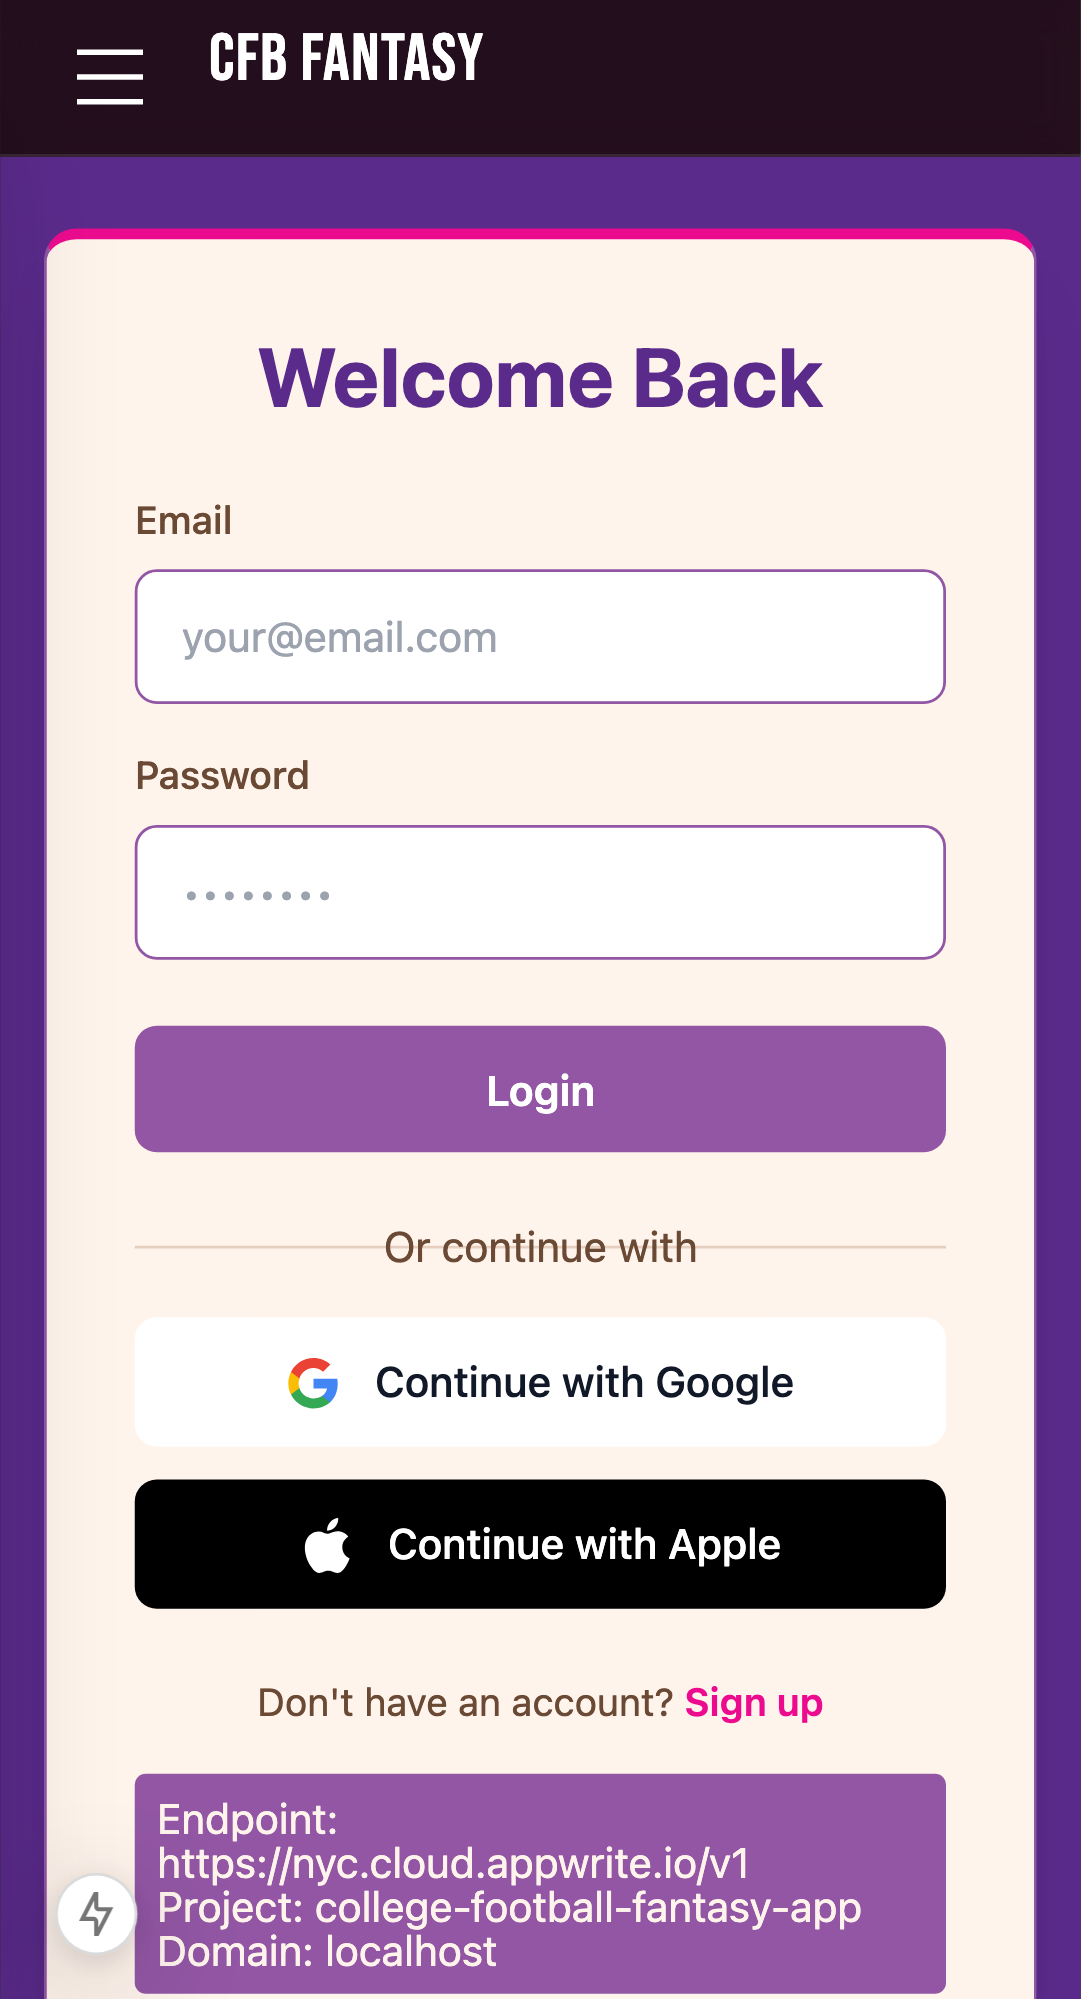 CFB FANTASY
Welcome Back
Email
your@email.com
Password
••••••••
Login
Or continue with
Continue with Google
Continue with Apple
Don't have an account? Sign up
Endpoint:
https://nyc.cloud.appwrite.io/v1
Project: college-football-fantasy-app
Domain: localhost